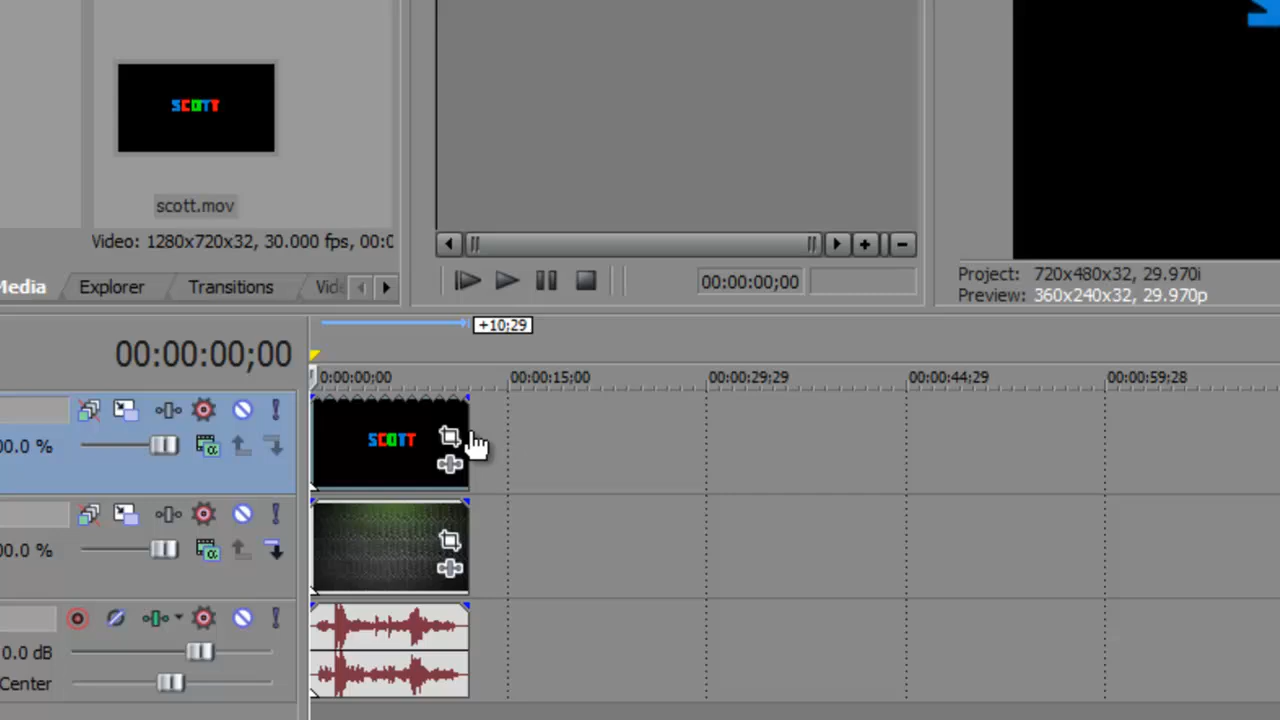 SCOTT
scott.mov
Video: 1280x720x32, 30.000 fps, 00:0
Media
Explorer
Transitions
Vid
00:00:00;00
Project: 720x480x32, 29.970i
Preview: 360x240x32, 29.970p
+10;29
00:00:00;00
0:00:00;00
00:00:15;00
00:00:29;29
00:00:44;29
00:00:59;28
SCOTT
00.0 %
00.0 %
0.0 dB
Center